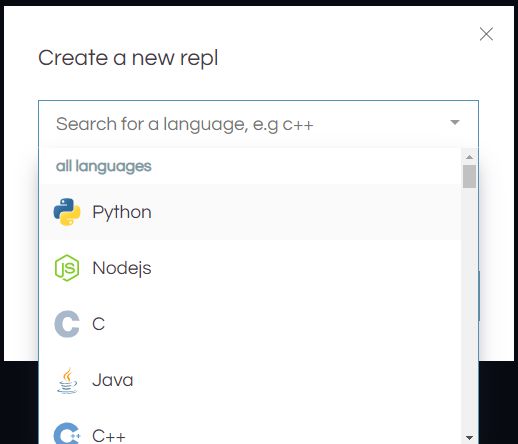 Create a new repl
Search for a language, e.g c++
all languages
Python
Nodejs
C
Java
C++